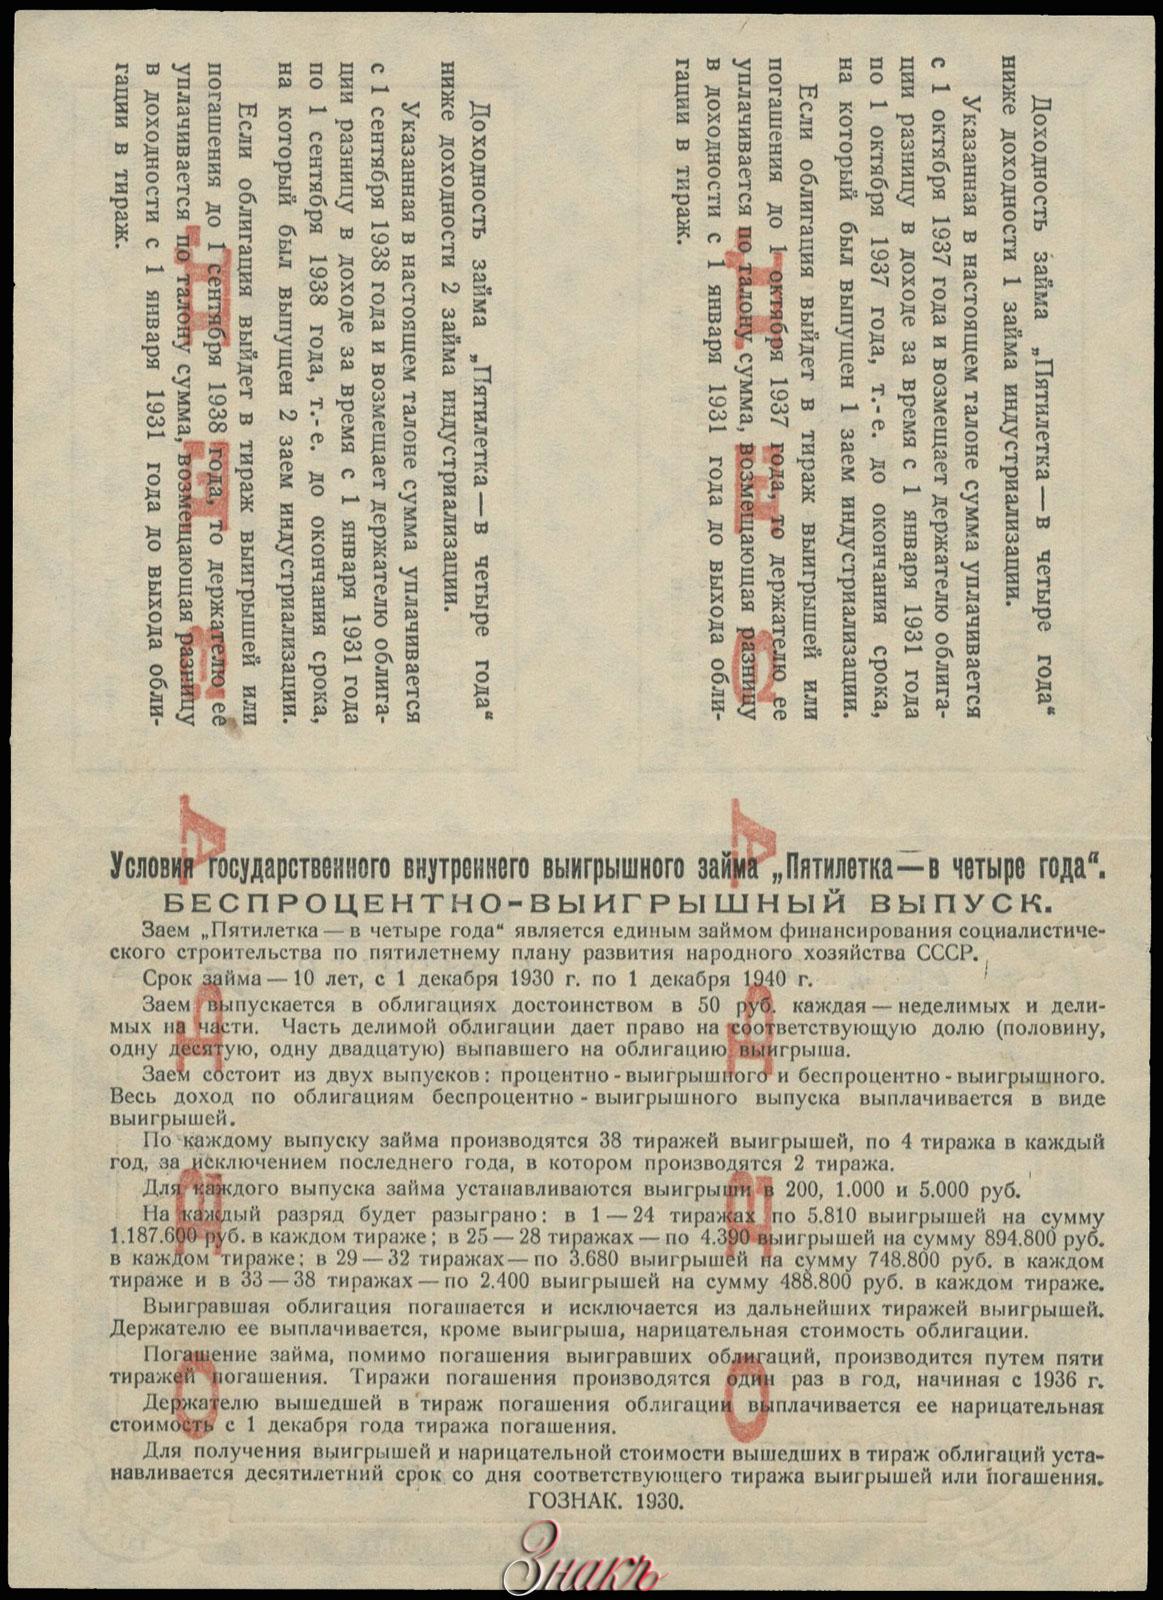 Доходность займа „Пятилетка — в четыре года“
ниже доходности 1 займа индустриализации.
Указанная в настоящем талоне сумма уплачивается
с 1 октября 1937 года и возмещает держателю облига-
ции разницу в доходе за время с 1 января 1931 года
по 1 октября 1937 года, т.-е. до окончания срока,
на который был выпущен 1 заем индустриализации.
Если облигация выйдет в тираж выигрышей или
погашения до 1 октября 1937 года, то держателю ее
уплачивается по талону сумма, возмещающая разницу
в доходности с 1 января 1931 года до выхода обли-
гации в тираж.
Доходность займа „Пятилетка — в четыре года“
ниже доходности 2 займа индустриализации.
Указанная в настоящем талоне сумма уплачивается
с 1 сентября 1938 года и возмещает держателю облига-
ции разницу в доходе за время с 1 января 1931 года
по 1 сентября 1938 года, т.-е. до окончания срока,
на который был выпущен 2 заем индустриализации.
Если облигация выйдет в тираж выигрышей или
погашения до 1 сентября 1938 года, то держателю ее
уплачивается по талону сумма, возмещающая разницу
в доходности с 1 января 1931 года до выхода обли-
гации в тираж.
Условия государственного внутреннего выигрышного займа „Пятилетка — в четыре года“.
БЕСПРОЦЕНТНО-ВЫИГРЫШНЫЙ ВЫПУСК.
Заем „Пятилетка — в четыре года“ является единым займом финансирования социалистиче-
ского строительства по пятилетнему плану развития народного хозяйства СССР.
Срок займа — 10 лет, с 1 декабря 1930 г. по 1 декабря 1940 г.
Заем выпускается в облигациях достоинством в 50 руб. каждая — неделимых и дели-
мых на части. Часть делимой облигации дает право на соответствующую долю (половину,
одну десятую, одну двадцатую) выпавшего на облигацию выигрыша.
Заем состоит из двух выпусков: процентно-выигрышного и беспроцентно-выигрышного.
Весь доход по облигациям беспроцентно-выигрышного выпуска выплачивается в виде
выигрышей.
По каждому выпуску займа производятся 38 тиражей выигрышей, по 4 тиража в каждый
год, за исключением последнего года, в котором производятся 2 тиража.
Для каждого выпуска займа устанавливаются выигрыши в 200, 1.000 и 5.000 руб.
На каждый разряд будет разыграно: в 1 — 24 тиражах по 5.810 выигрышей на сумму
1.187.600 руб. в каждом тираже; в 25 — 28 тиражах — по 4.390 выигрышей на сумму 894.800 руб.
в каждом тираже; в 29 — 32 тиражах — по 3.680 выигрышей на сумму 748.800 руб. в каждом
тираже и в 33 — 38 тиражах — по 2.400 выигрышей на сумму 488.800 руб. в каждом тираже.
Выигравшая облигация погашается и исключается из дальнейших тиражей выигрышей.
Держателю ее выплачивается, кроме выигрыша, нарицательная стоимость облигации.
Погашение займа, помимо погашения выигравших облигаций, производится путем пяти
тиражей погашения. Тиражи погашения производятся один раз в год, начиная с 1936 г.
Держателю вышедшей в тираж погашения облигации выплачивается ее нарицательная
стоимость с 1 декабря года тиража погашения.
Для получения выигрышей и нарицательной стоимости вышедших в тираж облигаций уста-
навливается десятилетний срок со дня соответствующего тиража выигрышей или погашения.
ГОЗНАК. 1930.
Знакъ